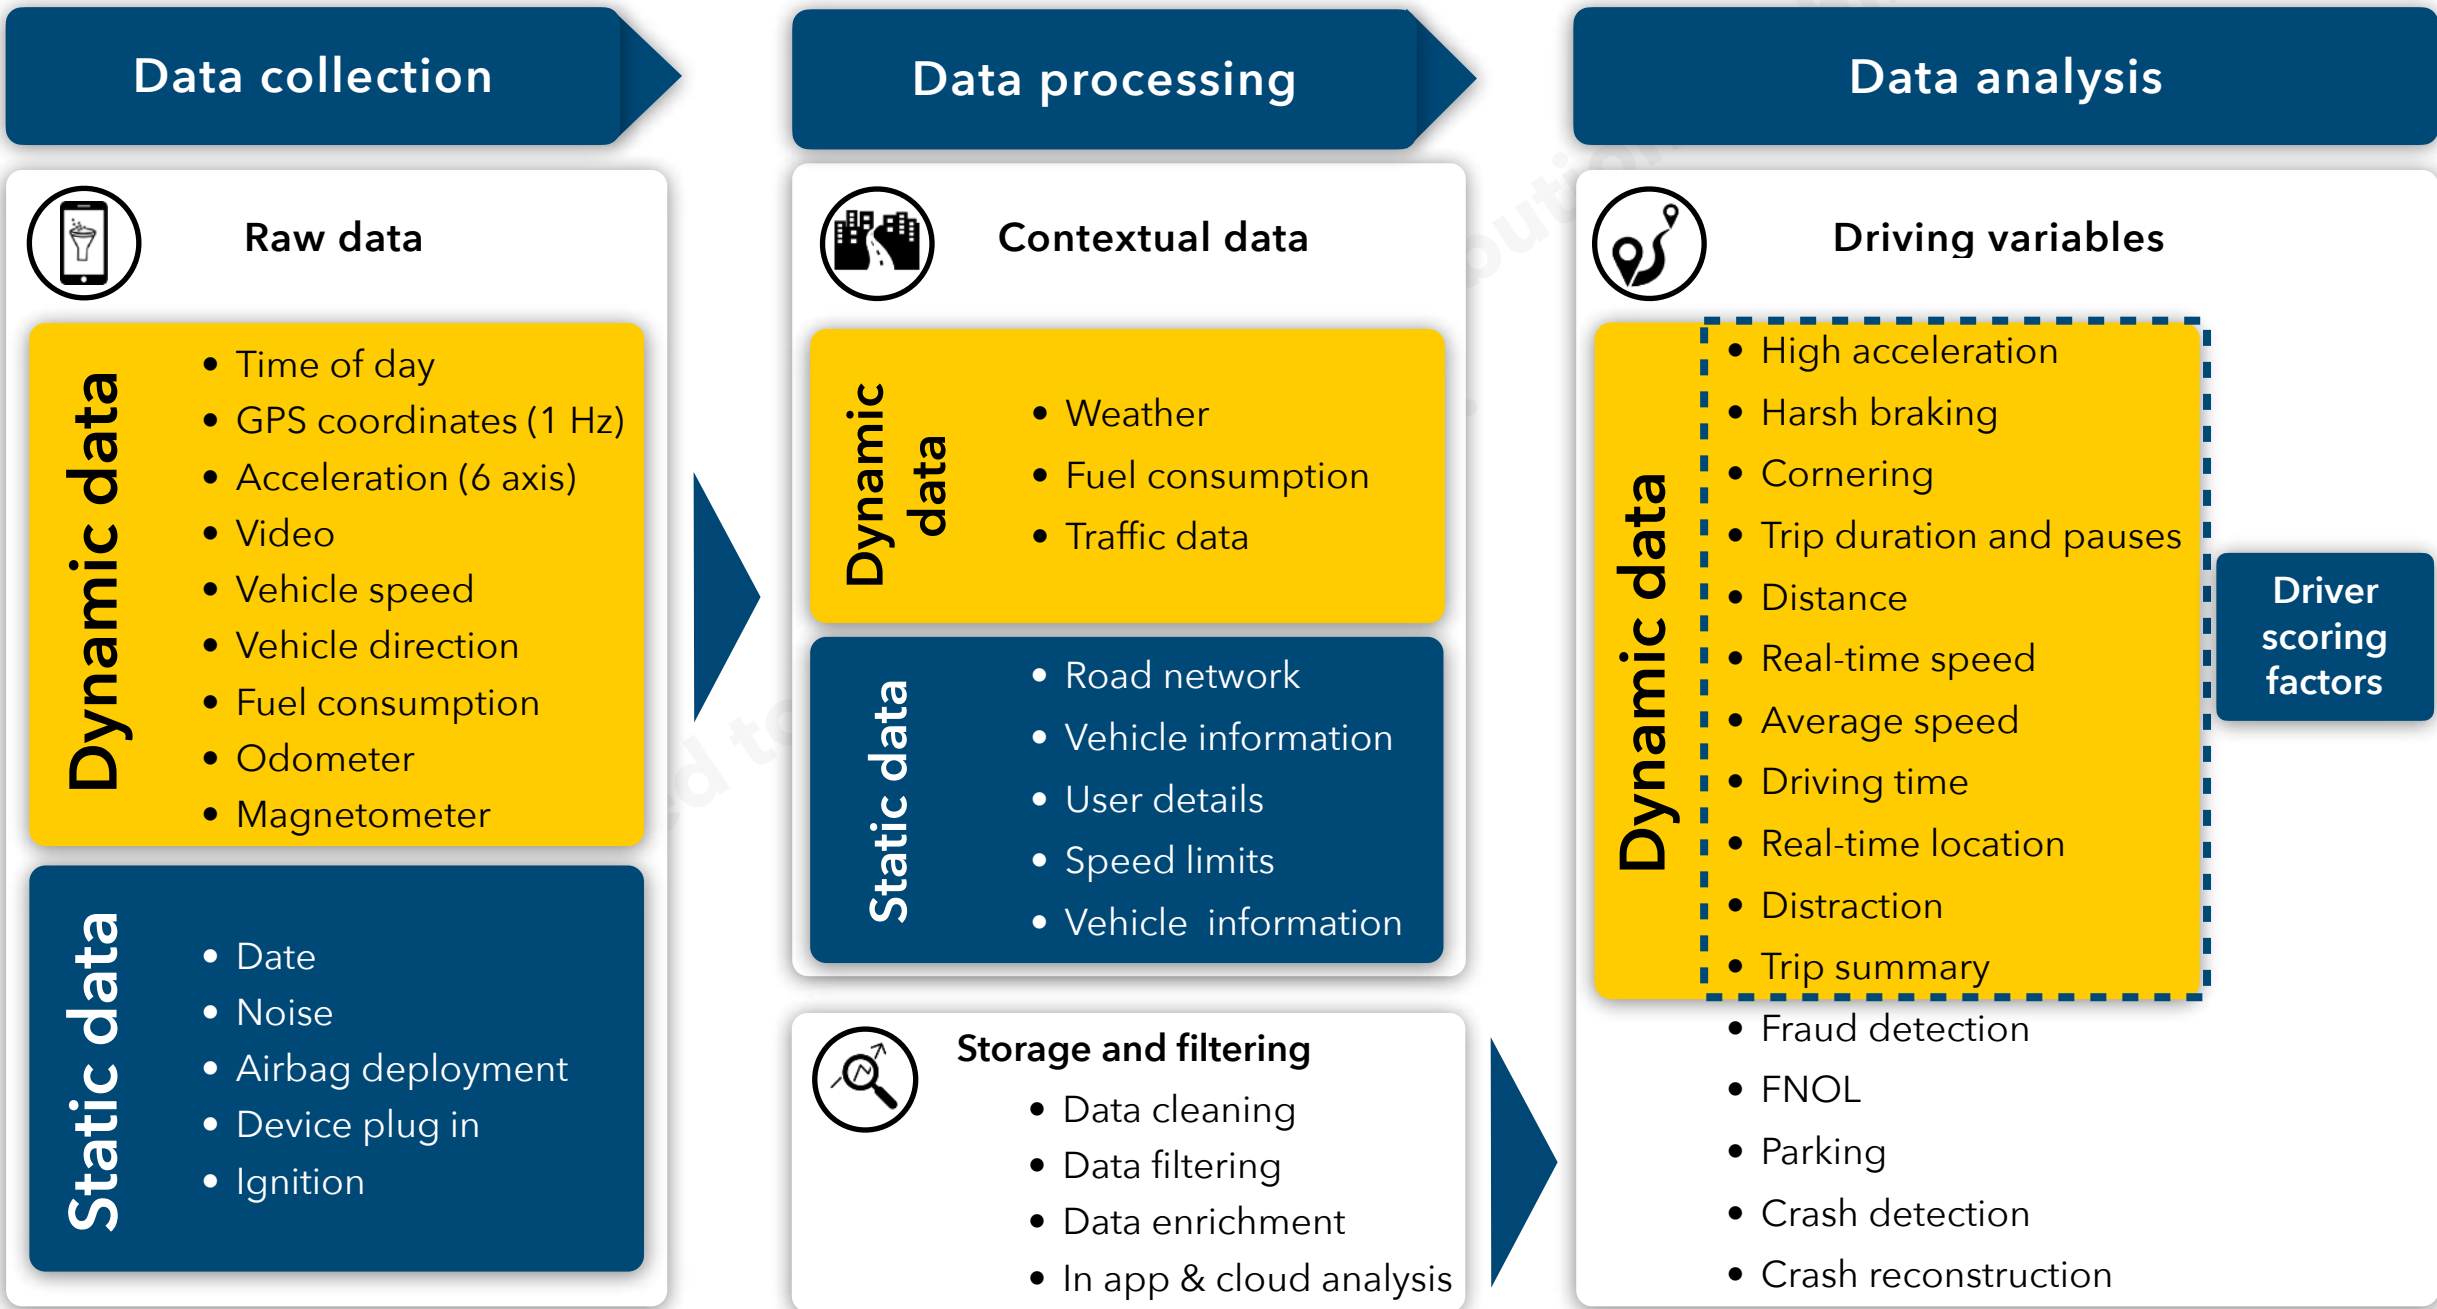 Data collection
Data processing
Data analysis
Raw data
Dynamic data
• Time of day
• GPS coordinates (1 Hz)
• Acceleration (6 axis)
• Video
• Vehicle speed
• Vehicle direction
• Fuel consumption
• Odometer
• Magnetometer
Static data
• Date
• Noise
• Airbag deployment
• Device plug in
• Ignition
Contextual data
Dynamic
data
• Weather
• Fuel consumption
• Traffic data
Static data
• Road network
• Vehicle information
• User details
• Speed limits
• Vehicle information
Storage and filtering
• Data cleaning
• Data filtering
• Data enrichment
• In app & cloud analysis
Driving variables
Dynamic data
• High acceleration
• Harsh braking
• Cornering
• Trip duration and pauses
• Distance
• Real-time speed
• Average speed
• Driving time
• Real-time location
• Distraction
• Trip summary
• Fraud detection
• FNOL
• Parking
• Crash detection
• Crash reconstruction
Driver
scoring
factors